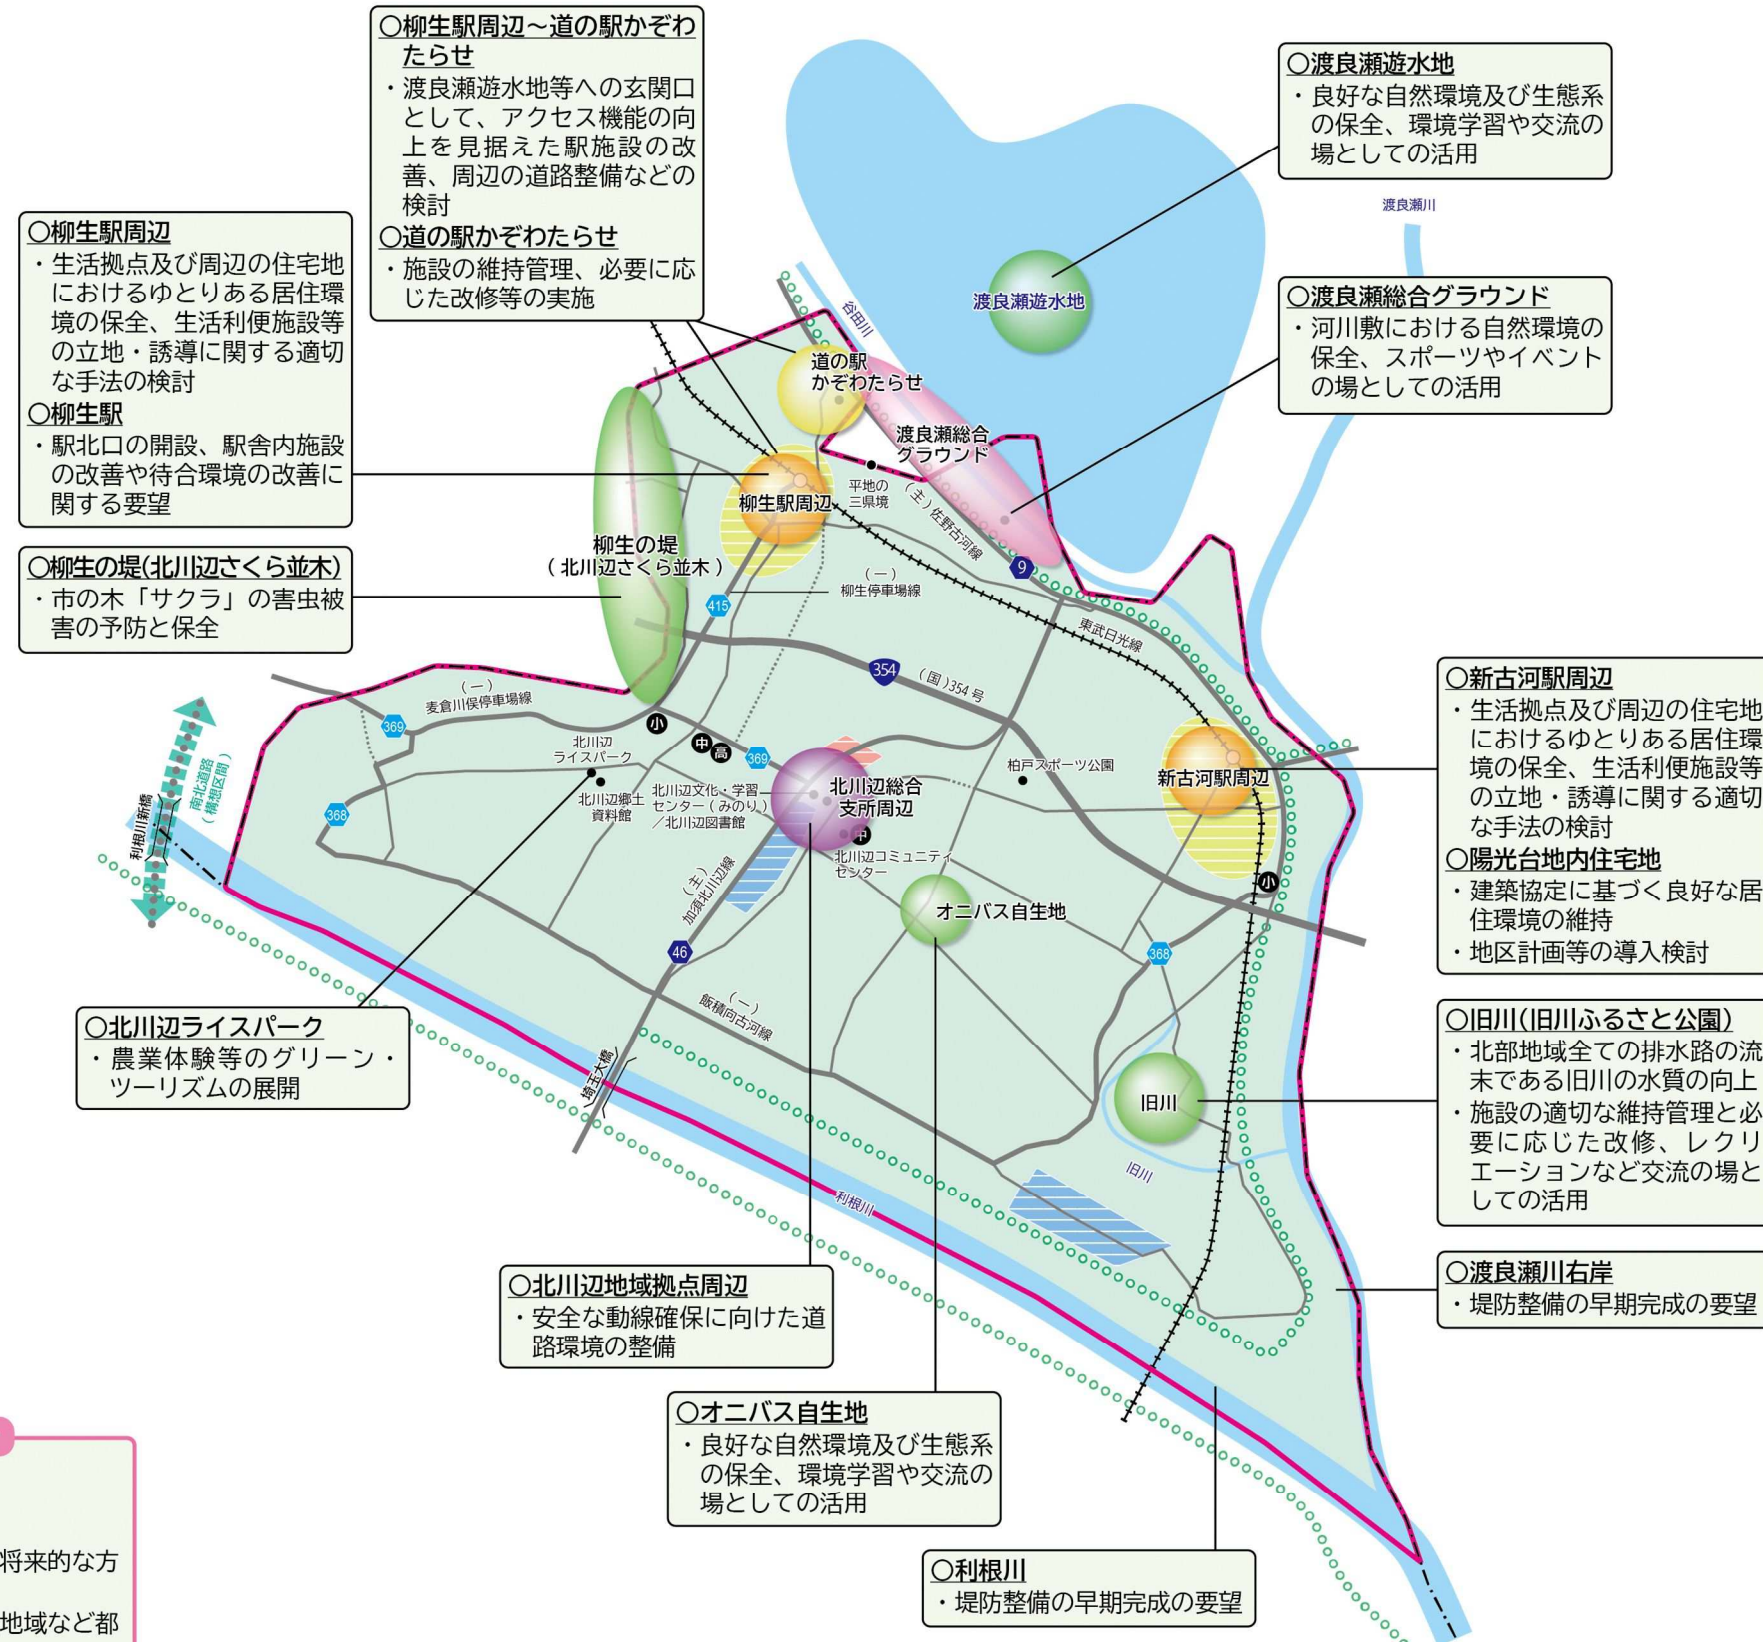 ○柳生駅周辺～道の駅かぞわ
たらせ
・渡良瀬遊水地等への玄関口
として、アクセス機能の向
上を見据えた駅施設の改
善、周辺の道路整備などの
検討
○道の駅かぞわたらせ
・施設の維持管理、必要に応
じた改修等の実施
○渡良瀬遊水地
・良好な自然環境及び生態系
の保全、環境学習や交流の
場としての活用
渡良瀬川
○柳生駅周辺
・生活拠点及び周辺の住宅地
におけるゆとりある居住環
境の保全、生活利便施設等
の立地・誘導に関する適切
な手法の検討
○柳生駅
・駅北口の開設、駅舎内施設
の改善や待合環境の改善に
関する要望
○渡良瀬総合グラウンド
・河川敷における自然環境の
保全、スポーツやイベント
の場としての活用
○柳生の堤(北川辺さくら並木)
・市の木「サクラ」の害虫被
害の予防と保全
渡良瀬遊水地
谷田川
道の駅
かぞわたらせ
渡良瀬総合
グラウンド
平地の
三県境
(主)佐野古河線
9
柳生駅周辺
柳生の堤
(北川辺さくら並木)
(一)
柳生停車場線
415
東武日光線
354
(国)354号
(一)
麦倉川俣停車場線
369
小
中
高
369
北川辺
ライスパーク
北川辺郷土
資料館
北川辺文化・学習
センター(みのり)
/北川辺図書館
北川辺総合
支所周辺
中
北川辺コミュニティ
センター
柏戸スポーツ公園
新古河駅周辺
小
南北道路
(構想区間)
利根川新橋
368
(主)
加須北川辺線
46
オニバス自生地
368
(一)
飯積向古河線
埼玉大橋
旧川
旧川
利根川
○新古河駅周辺
・生活拠点及び周辺の住宅地
におけるゆとりある居住環
境の保全、生活利便施設等
の立地・誘導に関する適切
な手法の検討
○陽光台地内住宅地
・建築協定に基づく良好な居
住環境の維持
・地区計画等の導入検討
○旧川(旧川ふるさと公園)
・北部地域全ての排水路の流
末である旧川の水質の向上
・施設の適切な維持管理と必
要に応じた改修、レクリ
エーションなど交流の場と
しての活用
○渡良瀬川右岸
・堤防整備の早期完成の要望
○北川辺ライスパーク
・農業体験等のグリーン・
ツーリズムの展開
○北川辺地域拠点周辺
・安全な動線確保に向けた道
路環境の整備
○オニバス自生地
・良好な自然環境及び生態系
の保全、環境学習や交流の
場としての活用
○利根川
・堤防整備の早期完成の要望
将来的な方
地域など都